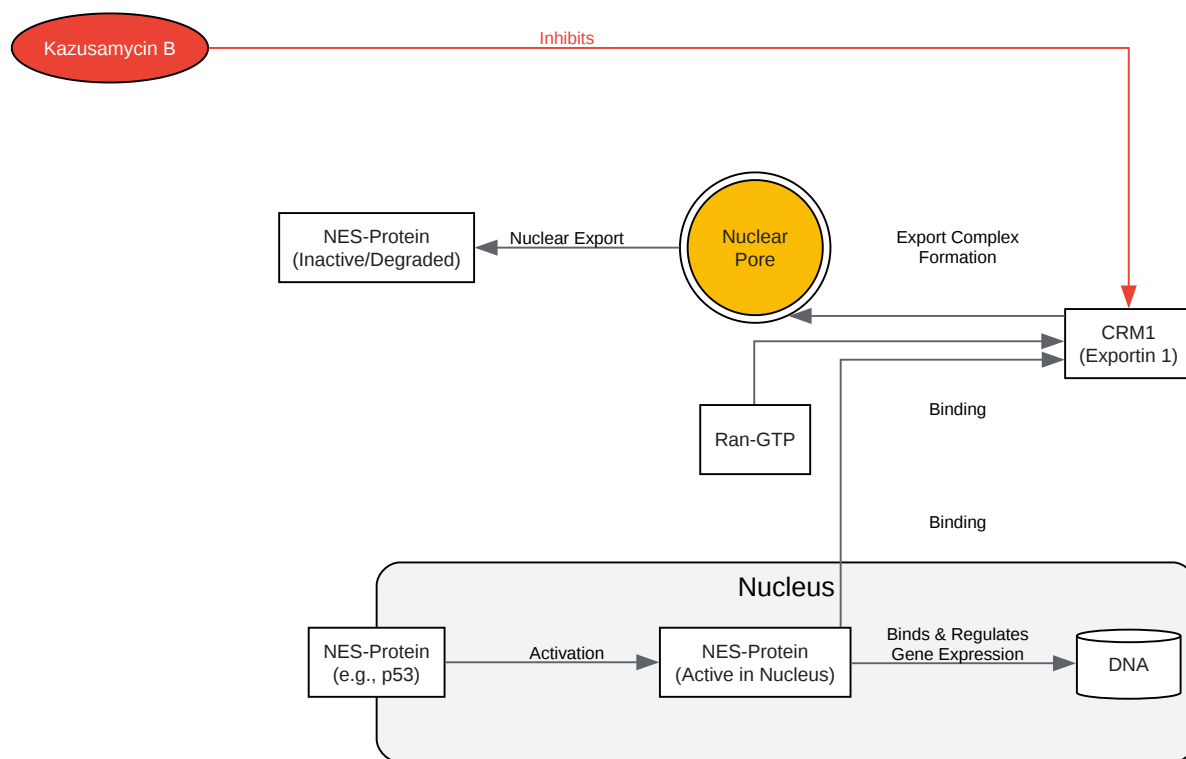 Kazusamycin B
Inhibits
NES-Protein
(Inactive/Degraded)
Nuclear Export
Nuclear
Pore
Export Complex
Formation
CRM1
(Exportin 1)
Ran-GTP
Binding
Binding
Nucleus
NES-Protein
(e.g., p53)
Activation
NES-Protein
(Active in Nucleus)
Binds & Regulates
Gene Expression
DNA